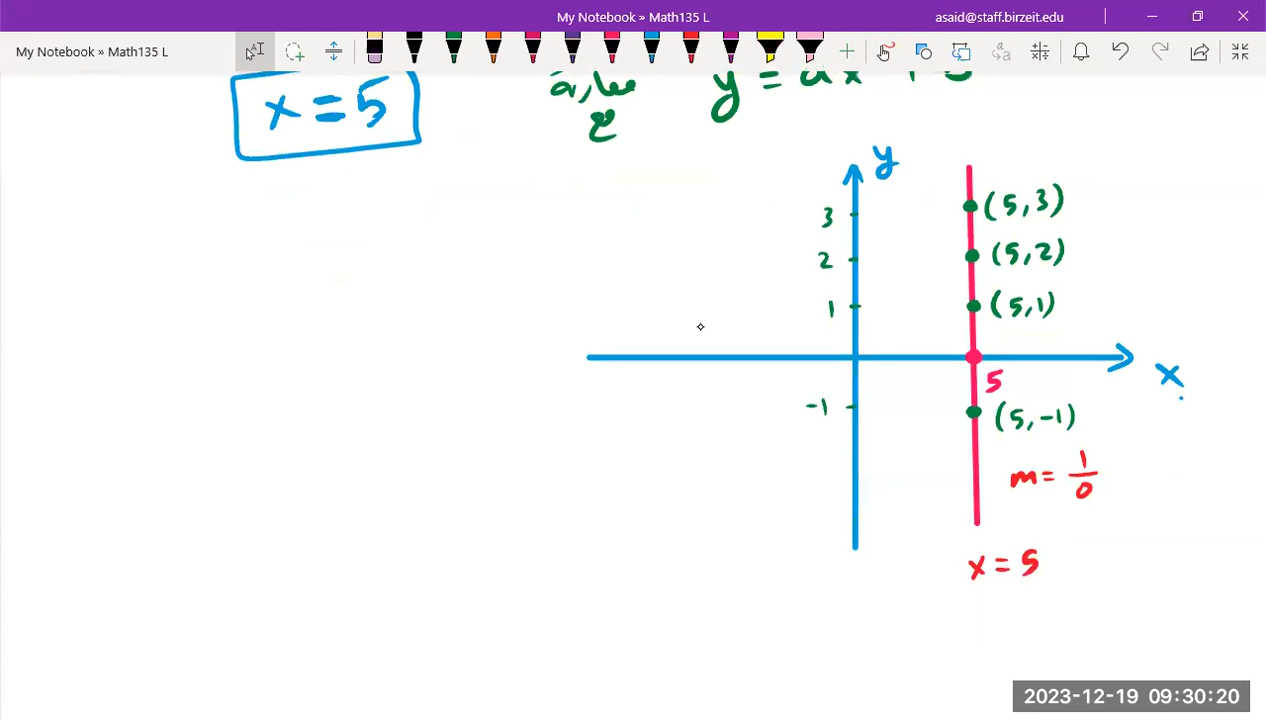 My Notebook » Math135 L
asaid@staff.birzeit.edu
My Notebook » Math135 L
x = 5
y
3
(5, 3)
2
(5, 2)
1
(5, 1)
x
5
-1
(5, -1)
m = 1/0
x = 5
2023-12-19 09:30:20